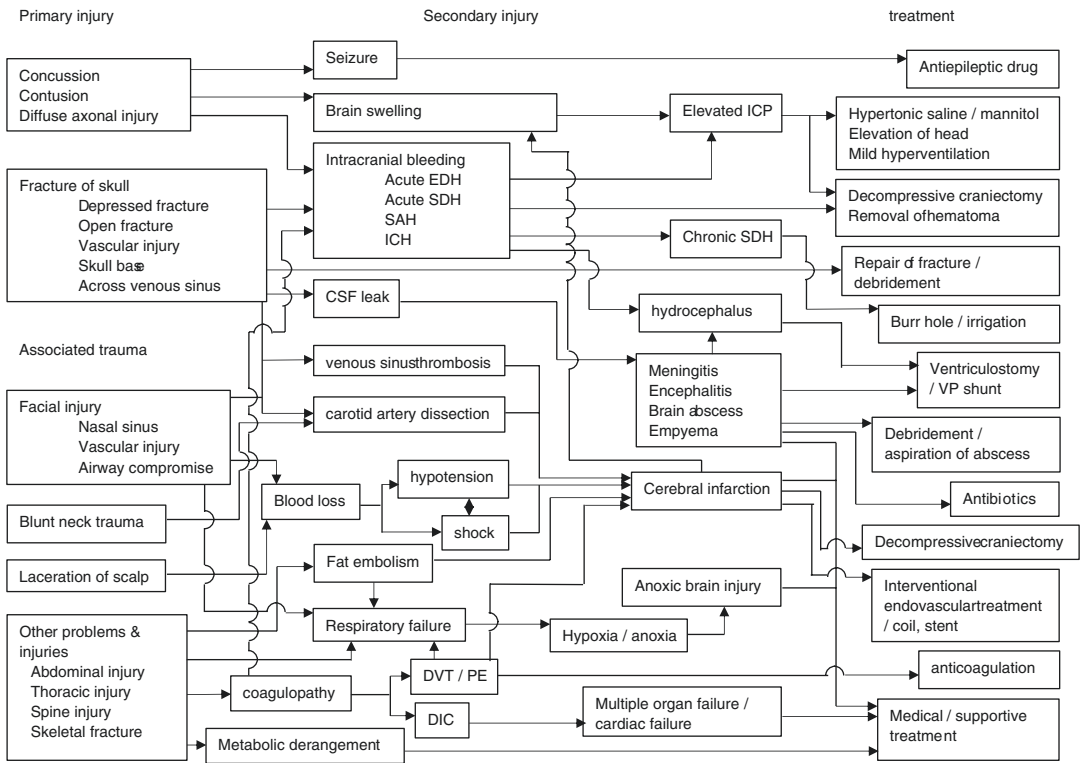 Primary injury
Secondary injury
treatment
Concussion
Contusion
Diffuse axonal injury
Seizure
Antiepileptic drug
Brain swelling
Elevated ICP
Hypertonic saline / mannitol
Elevation of head
Mild hyperventilation
Fracture of skull
Depressed fracture
Open fracture
Vascular injury
Skull base
Across venous sinus
Intracranial bleeding
Acute EDH
Acute SDH
SAH
ICH
Decompressive craniectomy
Removal ofhematoma
Chronic SDH
Repair of fracture /
debridement
CSF leak
hydrocephalus
Burr hole / irrigation
Associated trauma
venous sinusthrombosis
Meningitis
Encephalitis
Brain abscess
Empyema
Ventriculostomy
/ VP shunt
Facial injury
Nasal sinus
Vascular injury
Airway compromise
carotid artery dissection
Debridement /
aspiration of abscess
Blood loss
hypotension
shock
Cerebral infarction
Antibiotics
Blunt neck trauma
Decompressivecraniectomy
Laceration of scalp
Fat embolism
Anoxic brain injury
Interventional
endovasculartreatment
/ coil, stent
Other problems &
injuries
Abdominal injury
Thoracic injury
Spine injury
Skeletal fracture
Respiratory failure
Hypoxia / anoxia
coagulopathy
DVT / PE
anticoagulation
DIC
Multiple organ failure /
cardiac failure
Medical / supportive
treatment
Metabolic derangement